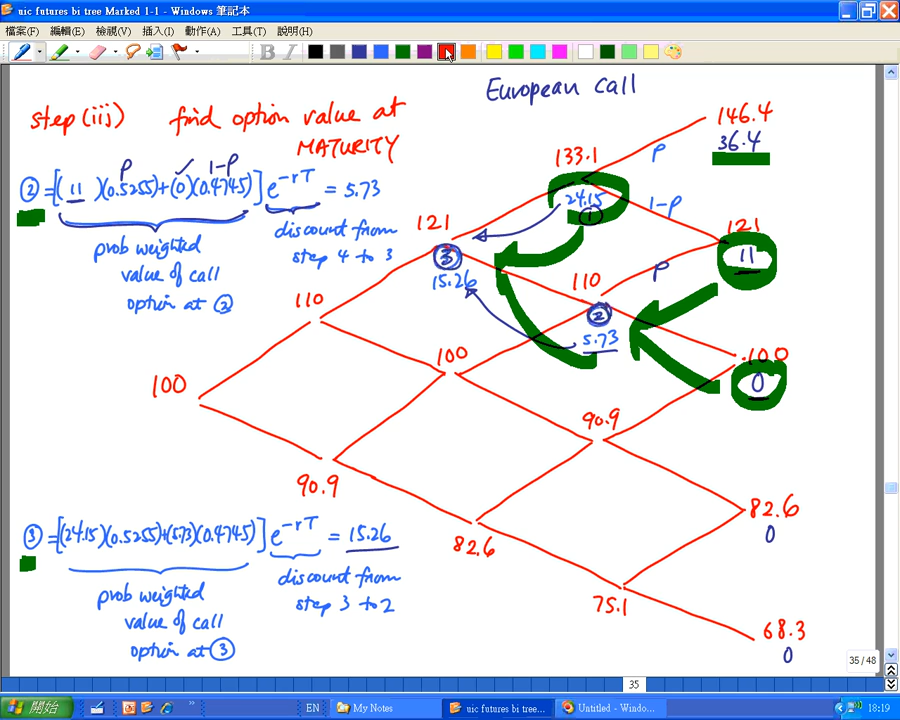 uic futures bi tree Marked 1-1 - Windows 筆記本
檔案(F) 編輯(E) 檢視(V) 插入(I) 動作(A) 工具(T) 說明(H)
B I
European call
step(iii) find option value at
MATURITY
146.4
36.4
133.1
P
24.15
①
1-P
P 1-P
② =[(11)(0.5255)+(0)(0.4745)]e^-rT = 5.73
prob weighted
value of call
option at ②
discount from
step 4 to 3
121
③
15.26
121
11
110
P
②
5.73
110
100
100
100
0
90.9
90.9
82.6
0
82.6
③ =[(24.15)(0.5255)+(5.73)(0.4745)]e^-rT = 15.26
prob weighted
value of call
option at ③
discount from
step 3 to 2
75.1
68.3
0
35 / 48
35
開始
EN
My Notes
uic futures bi tree...
Untitled - Windo...
18:19